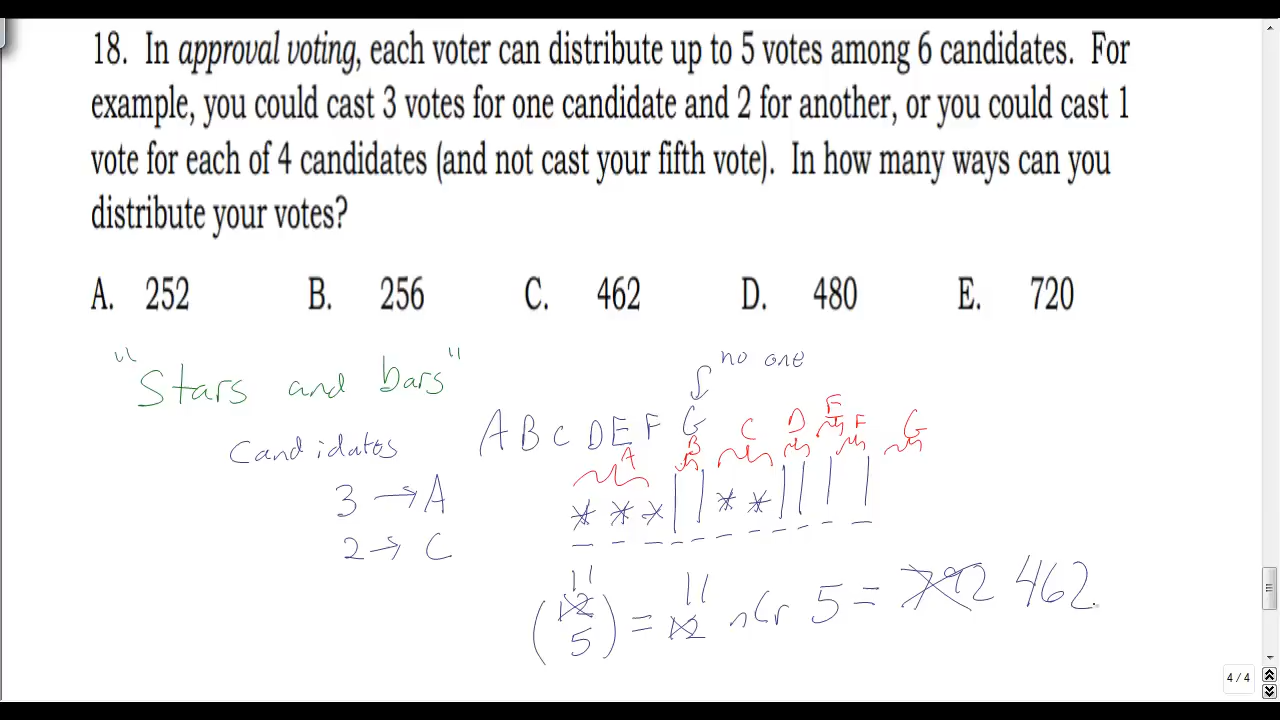 18. In approval voting, each voter can distribute up to 5 votes among 6 candidates. For
example, you could cast 3 votes for one candidate and 2 for another, or you could cast 1
vote for each of 4 candidates (and not cast your fifth vote). In how many ways can you
distribute your votes?
A. 252 B. 256 C. 462 D. 480 E. 720
"Stars and bars"
no one
A B C D E F G
Candidates
A B C D E F G
3 → A
* * * | | * * | | | |
2 → C
11
(12 5) = 11 12 nCr 5 = 792 462
4 / 4